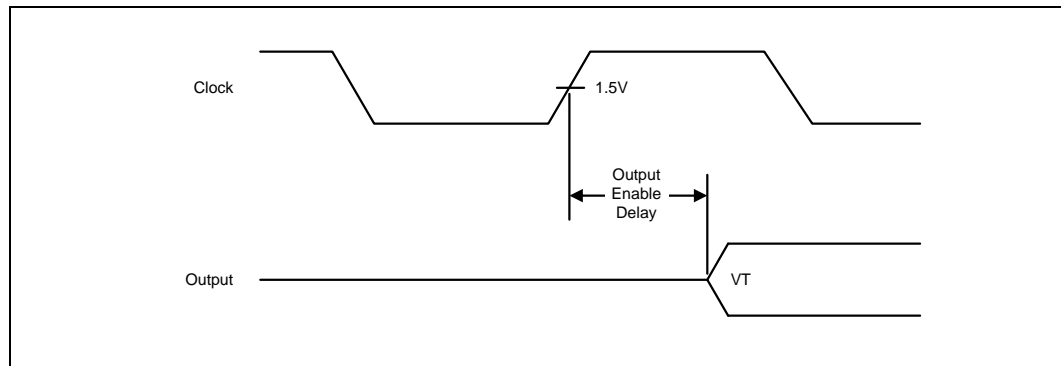 Clock
1.5V
Output
Enable
Delay
Output
VT